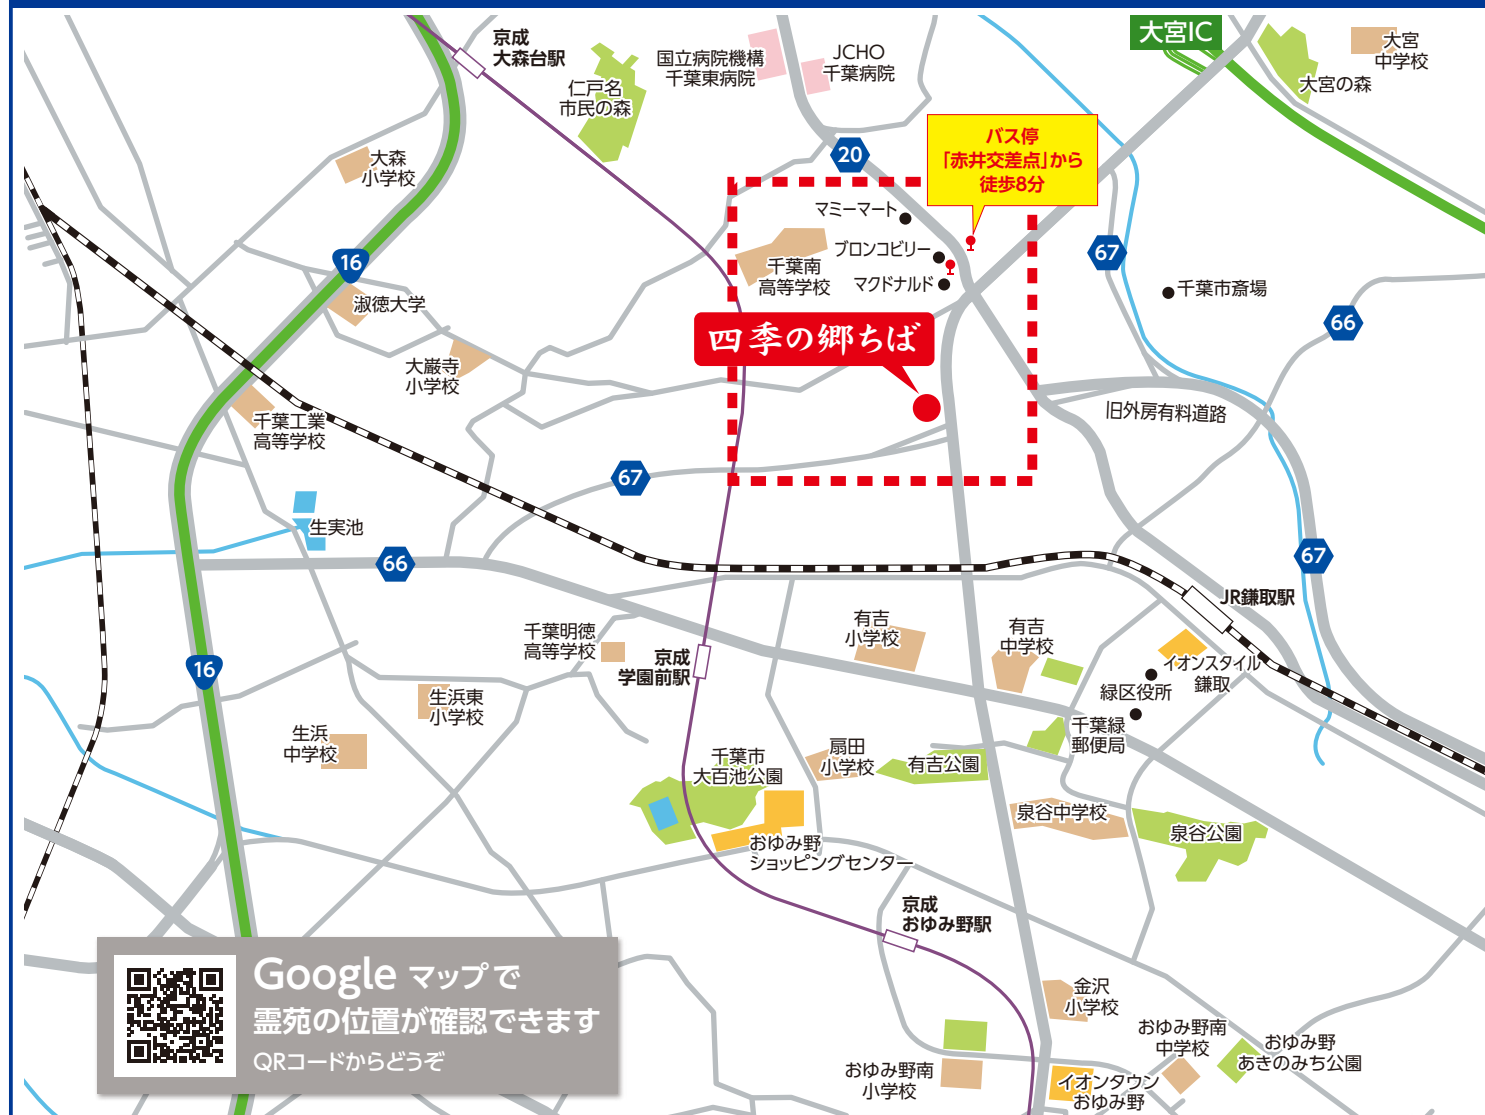 京成
大森台駅
国立病院機構
千葉東病院
JCHO
千葉病院
大宮IC
大宮
中学校
大宮の森
仁戸名
市民の森
バス停
「赤井交差点」から
徒歩8分
20
大森
小学校
マミーマート
ブロンコビリー
マクドナルド
千葉南
高等学校
67
千葉市斎場
16
淑徳大学
66
四季の郷ちば
大巌寺
小学校
旧外房有料道路
千葉工業
高等学校
67
生実池
66
67
JR鎌取駅
千葉明徳
高等学校
京成
学園前駅
有吉
小学校
有吉
中学校
イオンスタイル
鎌取
緑区役所
16
生浜東
小学校
千葉緑
郵便局
生浜
中学校
千葉市
大百池公園
扇田
小学校
有吉公園
泉谷中学校
泉谷公園
おゆみ野
ショッピングセンター
京成
おゆみ野駅
Google マップで
霊苑の位置が確認できます
QRコードからどうぞ
金沢
小学校
おゆみ野南
中学校
おゆみ野
あきのみち公園
おゆみ野南
小学校
イオンタウン
おゆみ野